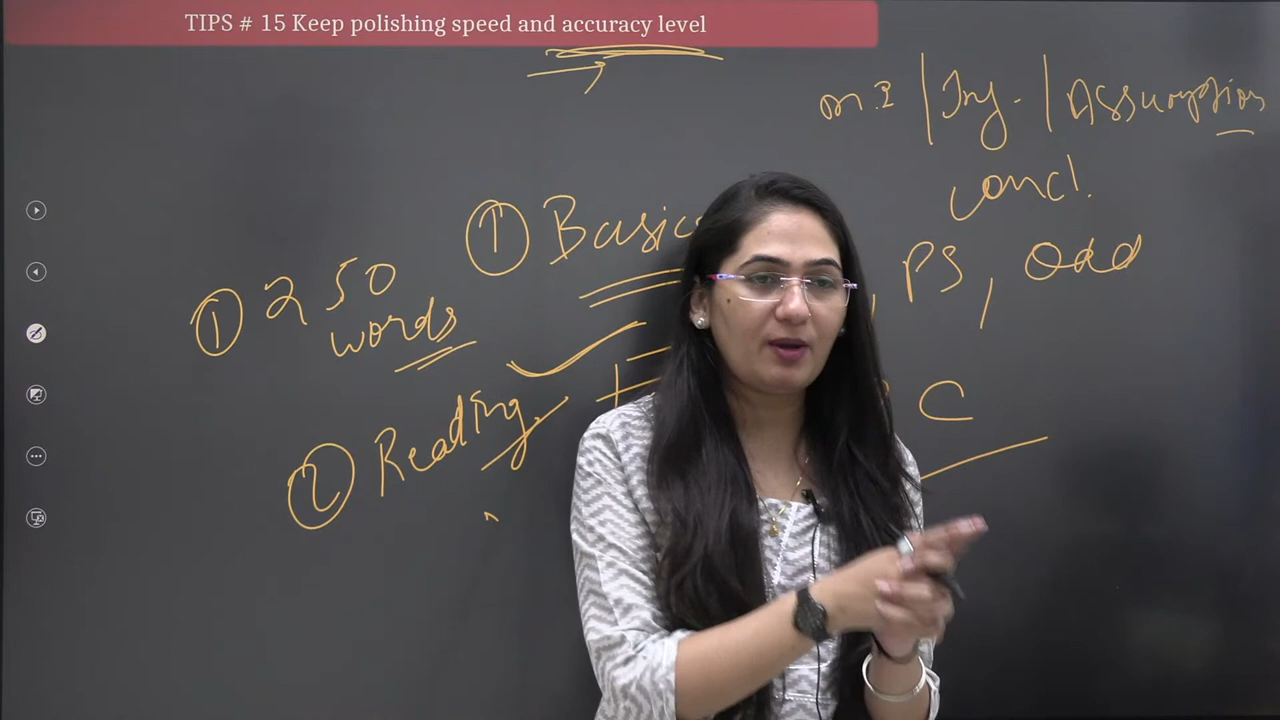 TIPS # 15 Keep polishing speed and accuracy level
m.I | Inf. | Assumption
concl.
① Basic
, PS, Odd
① 250
words
② Reading + C